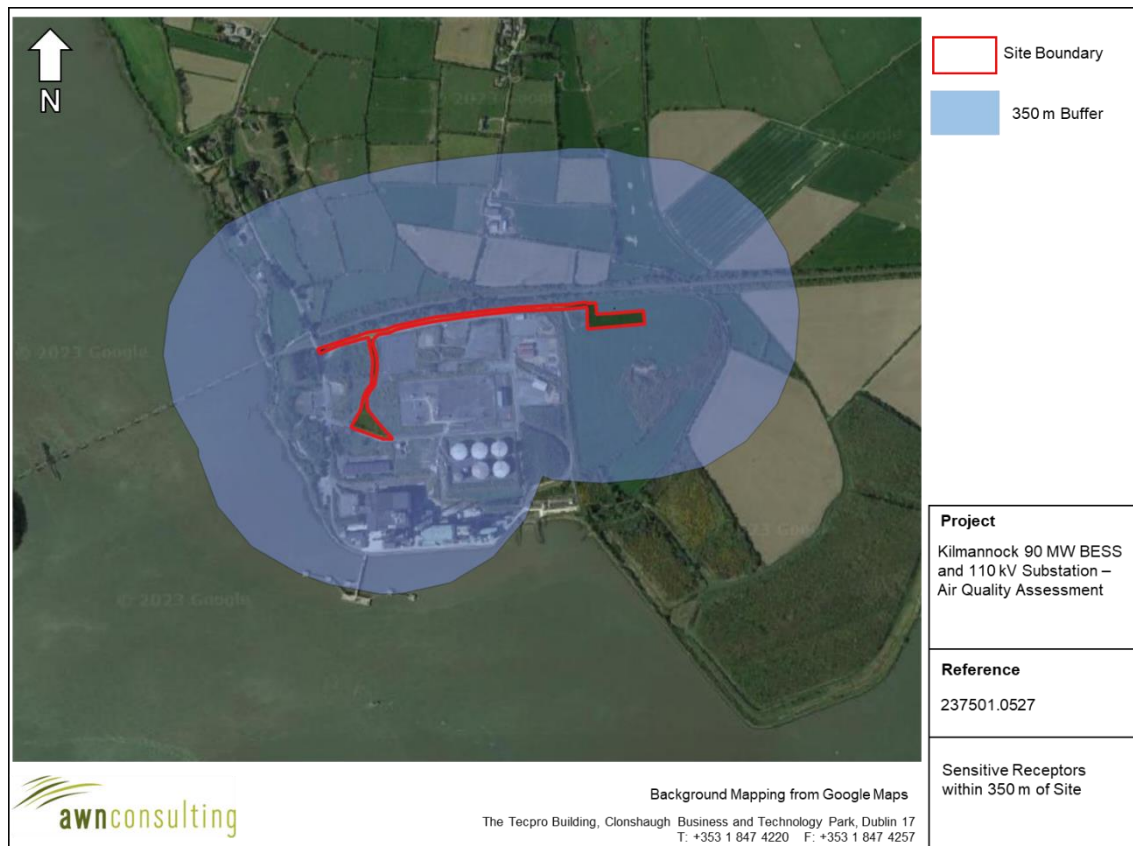 N
Site Boundary
350 m Buffer
© 2023 Google
© 2023 Google
© 2023 Google
© 2023 Google
© 2023 Google
Project
Kilmannock 90 MW BESS
and 110 kV Substation –
Air Quality Assessment
Reference
237501.0527
Sensitive Receptors
within 350 m of Site
awnconsulting
Background Mapping from Google Maps
The Tecpro Building, Clonshaugh Business and Technology Park, Dublin 17
T: +353 1 847 4220 F: +353 1 847 4257